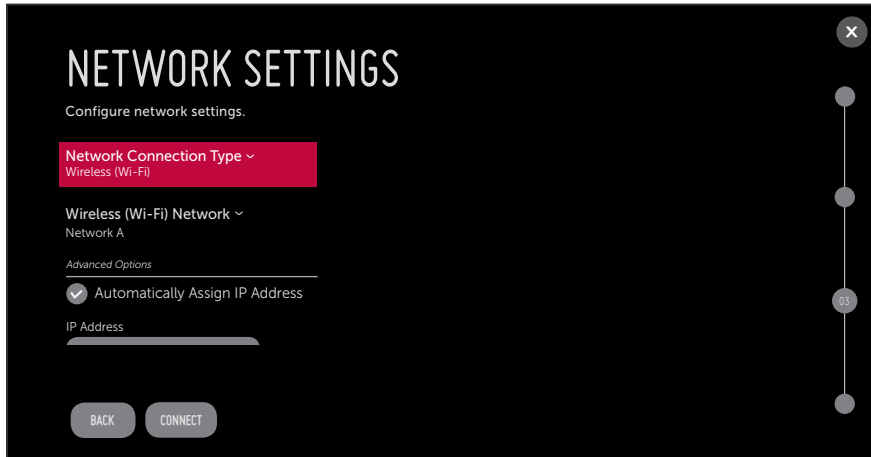 X
NETWORK SETTINGS
Configure network settings.
Network Connection Type
Wireless (Wi-Fi)
Wireless (Wi-Fi) Network
Network A
Advanced Options
Automatically Assign IP Address
03
IP Address
BACK CONNECT